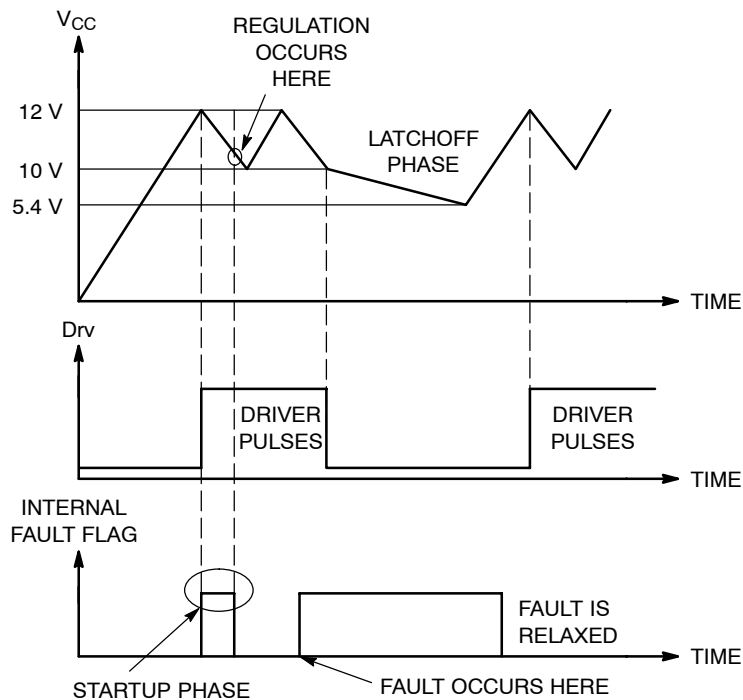 VCC
REGULATION
OCCURS
HERE
12 V
10 V
5.4 V
LATCHOFF
PHASE
TIME
Drv
DRIVER
PULSES
DRIVER
PULSES
TIME
INTERNAL
FAULT FLAG
FAULT IS
RELAXED
TIME
STARTUP PHASE
FAULT OCCURS HERE